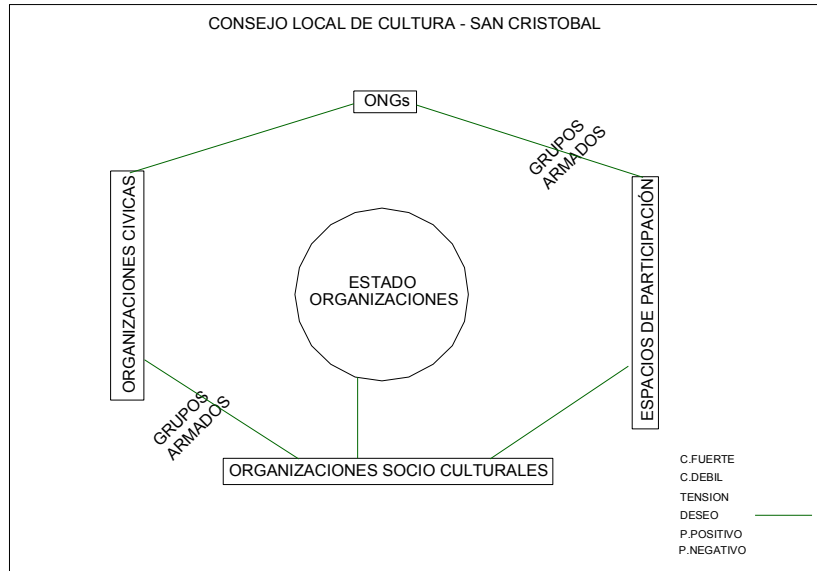 CONSEJO LOCAL DE CULTURA - SAN CRISTOBAL
ONGs
GRUPOS
ARMADOS
ORGANIZACIONES CIVICAS
ESTADO
ORGANIZACIONES
ESPACIOS DE PARTICIPACIÓN
GRUPOS
ARMADOS
ORGANIZACIONES SOCIO CULTURALES
C.FUERTE
C.DEBIL
TENSION
DESEO
P.POSITIVO
P.NEGATIVO